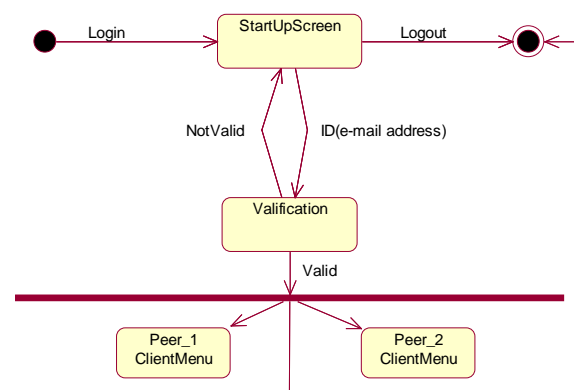 Login
StartUpScreen
Logout
NotValid
ID(e-mail address)
Valification
Valid
Peer_1
ClientMenu
Peer_2
ClientMenu